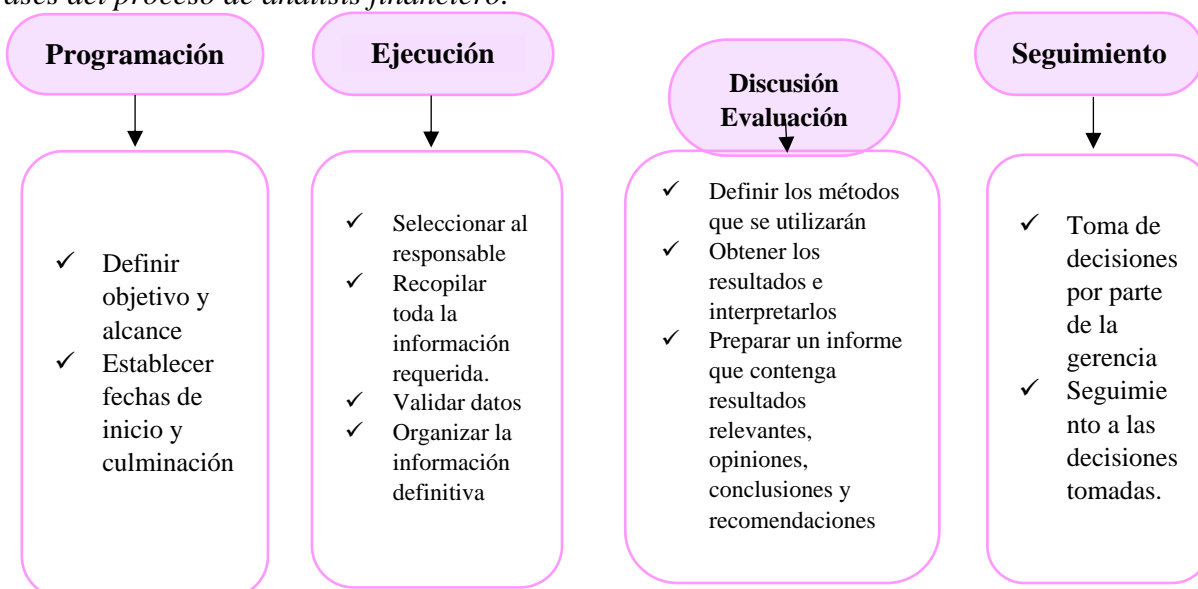 ases del proceso de análisis financiero.
Programación
Definir
objetivo y
alcance
Establecer
fechas de
inicio y
culminación
Ejecución
Seleccionar al
responsable
Recopilar
toda la
información
requerida.
Validar datos
Organizar la
información
definitiva
Discusión
Evaluación
Definir los métodos
que se utilizarán
Obtener los
resultados e
interpretarlos
Preparar un informe
que contenga
resultados
relevantes,
opiniones,
conclusiones y
recomendaciones
Seguimiento
Toma de
decisiones
por parte
de la
gerencia
Seguimie
nto a las
decisiones
tomadas.